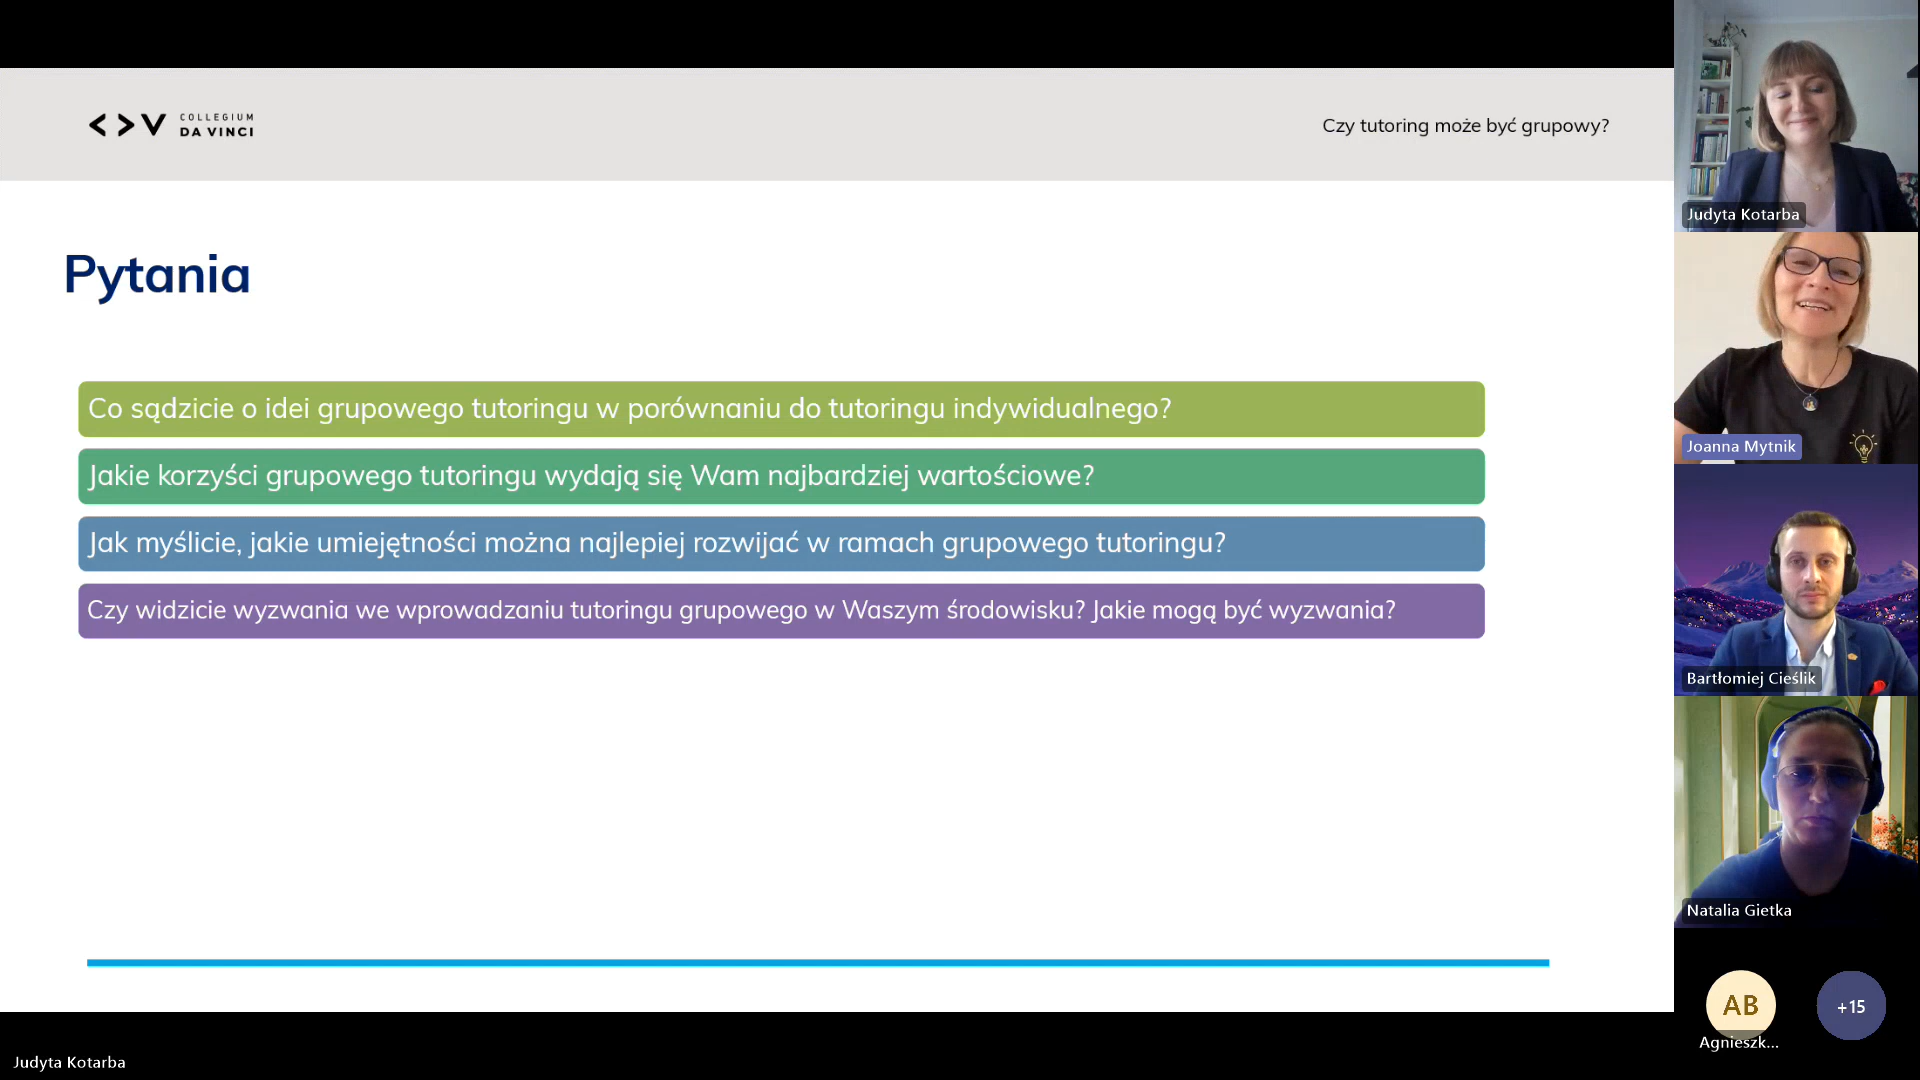 COLLEGIUM
DA VINCI
Czy tutoring może być grupowy?
Pytania
Co sądzicie o idei grupowego tutoringu w porównaniu do tutoringu indywidualnego?
Jakie korzyści grupowego tutoringu wydają się Wam najbardziej wartościowe?
Jak myślicie, jakie umiejętności można najlepiej rozwijać w ramach grupowego tutoringu?
Czy widzicie wyzwania we wprowadzaniu tutoringu grupowego w Waszym środowisku? Jakie mogą być wyzwania?
Judyta Kotarba
Judyta Kotarba
Joanna Mytnik
Bartłomiej Cieślik
Natalia Gietka
AB
Agnieszk...
+15